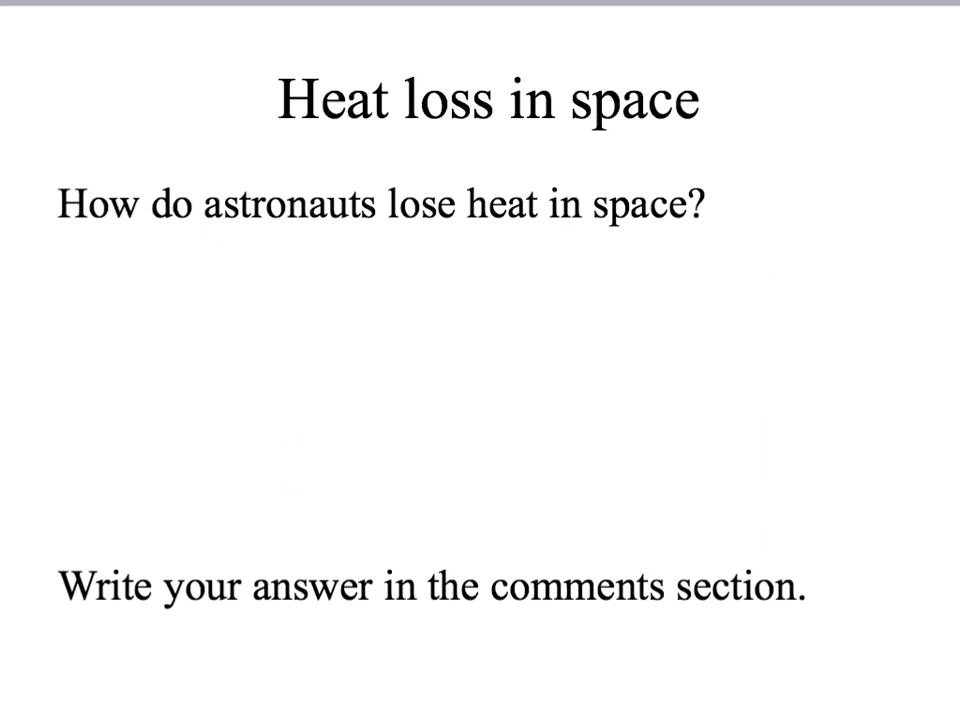 Heat loss in space
How do astronauts lose heat in space?
Write your answer in the comments section.